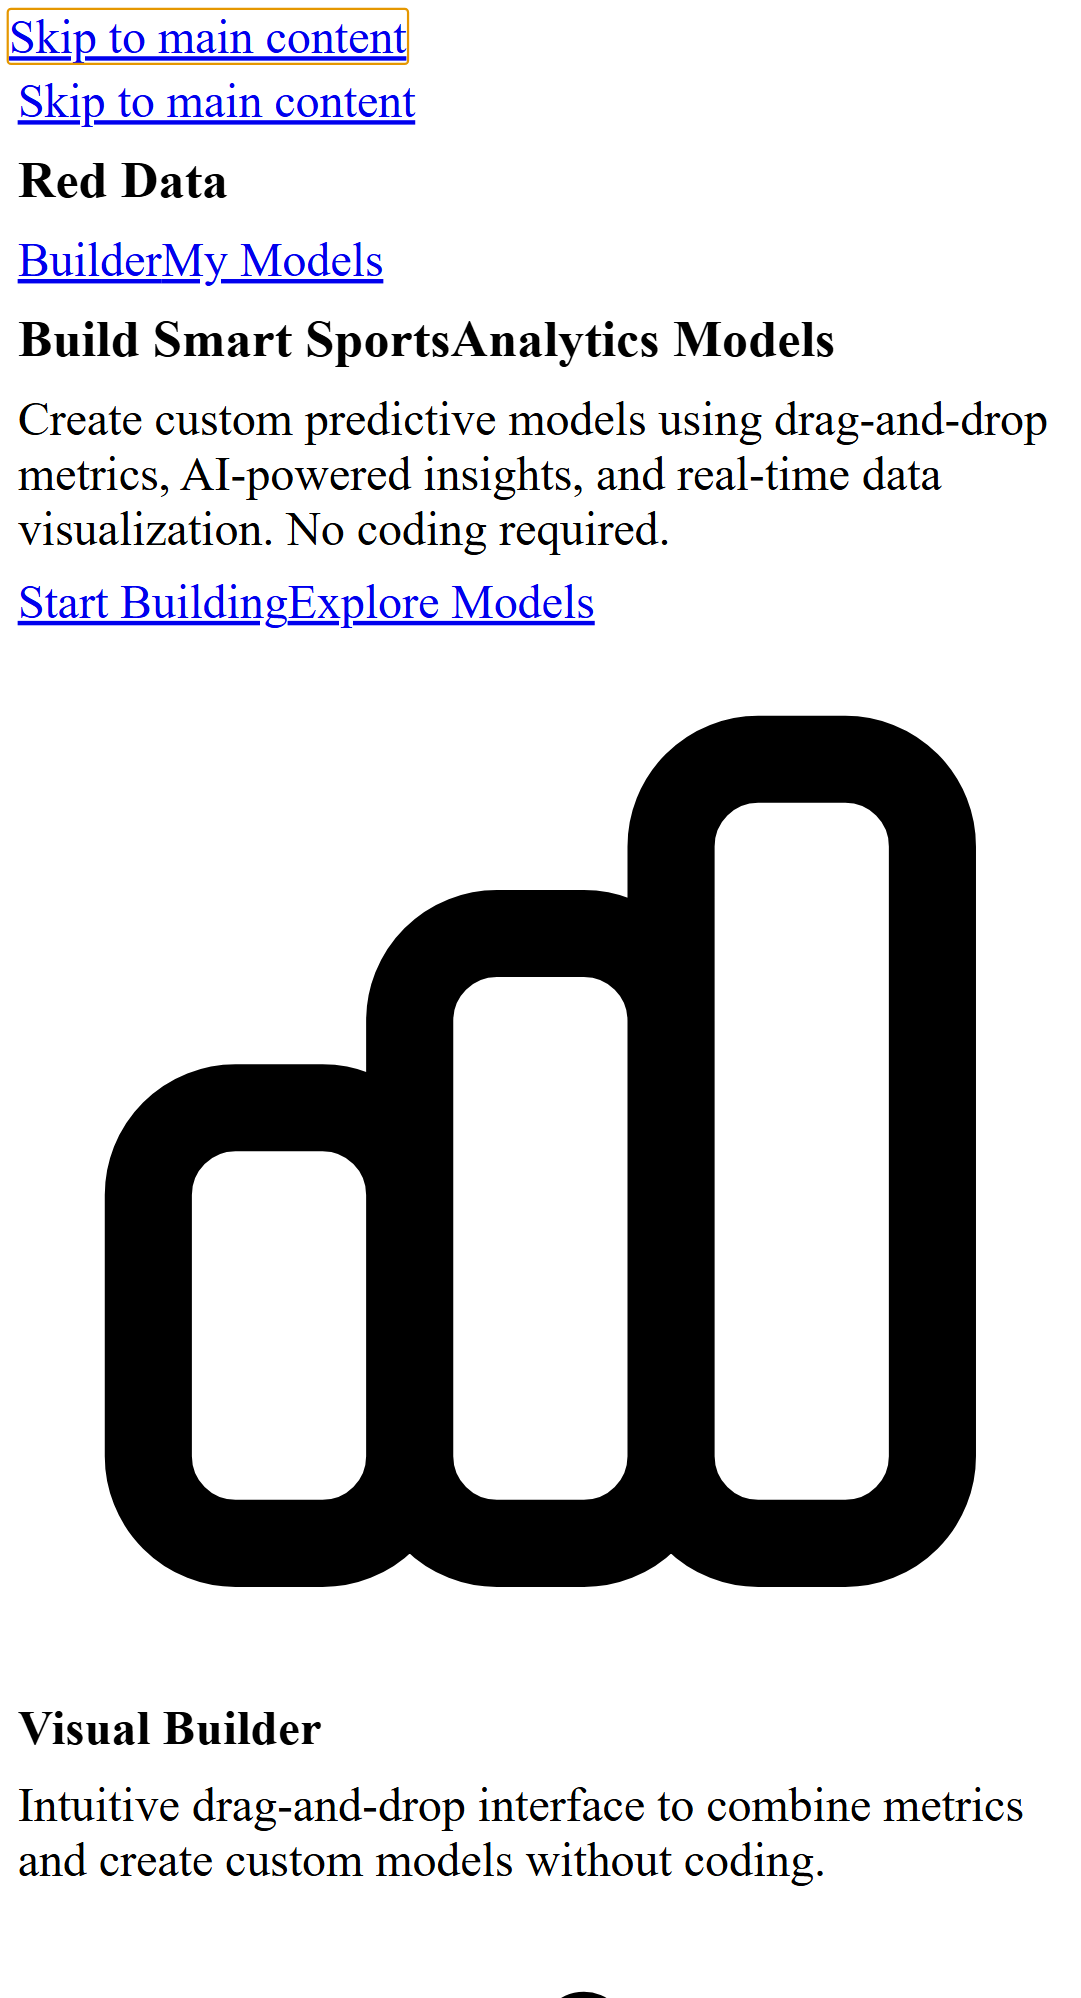 Skip to main content
Skip to main content
Red Data
BuilderMy Models
Build Smart SportsAnalytics Models
Create custom predictive models using drag-and-drop
metrics, AI-powered insights, and real-time data
visualization. No coding required.
Start BuildingExplore Models
Visual Builder
Intuitive drag-and-drop interface to combine metrics
and create custom models without coding.